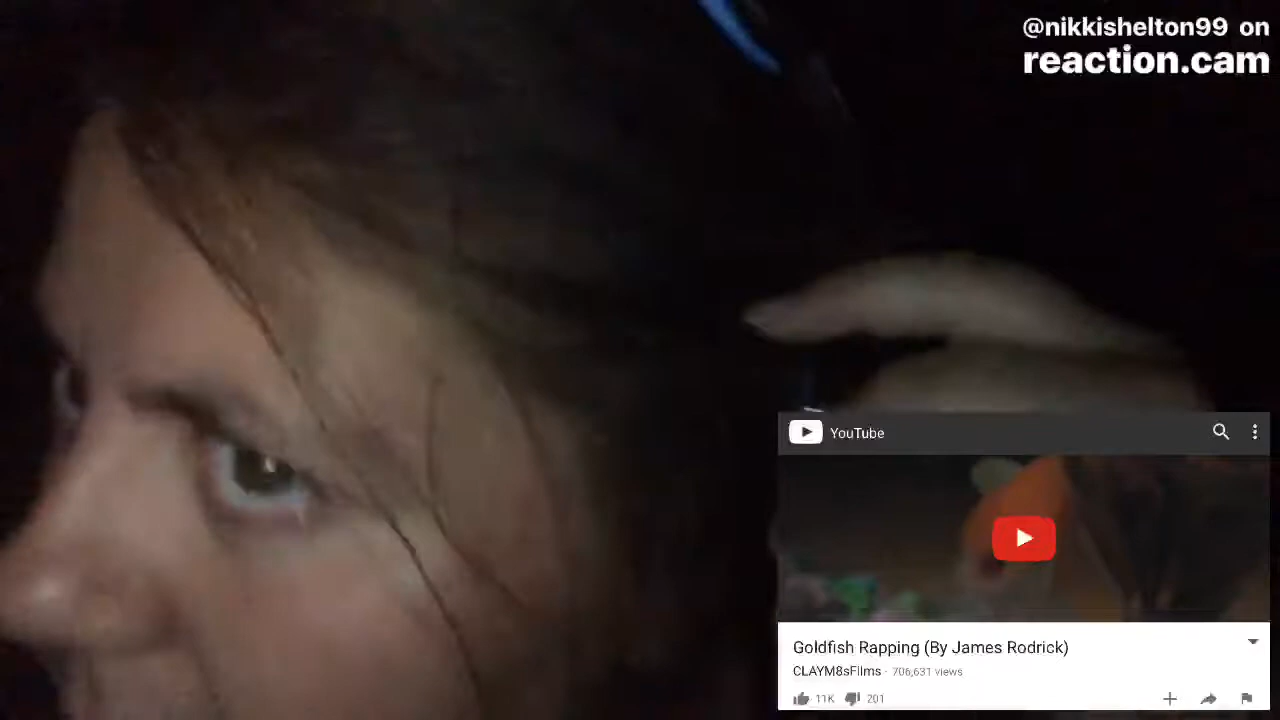 @nikkishelton99 on
reaction.cam
YouTube
Goldfish Rapping (By James Rodrick)
CLAYM8sFIlms · 706,631 views
11K 201